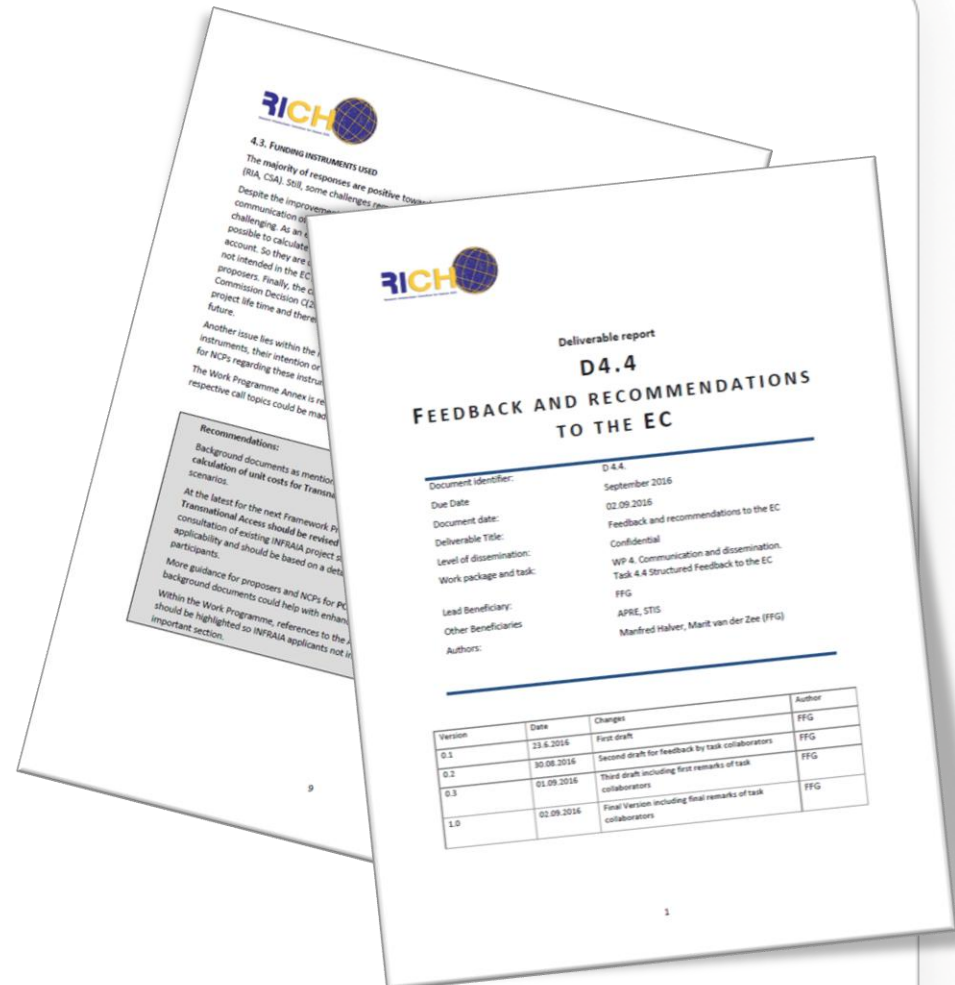 RICH
4.3. FUNDING INSTRUMENTS USED
The majority of responses are positive
(RIA, CSA). Still, some challenges
Despite the
communication
challenging. As an
possible to calculate
account. So they are
not intended in the EC
proposers. Finally, the
Commission Decision
project life time and
future.
Another issue lies within the
instruments, their intention or
for NCPs regarding these
The Work Programme Annex is
respective call topics could be made
Recommendations:
Background documents as
calculation of unit costs for
scenarios.
At the latest for the next Framework
Transnational Access should be revised
consultation of existing INFRAIA project
applicability and should be based on a
participants.
More guidance for proposers and NCPs for
background documents could help with
Within the Work Programme, references to the
should be highlighted so INFRAIA applicants not
important section.
9
RICH
Deliverable report
D4.4
FEEDBACK AND RECOMMENDATIONS
TO THE EC
Document identifier: D 4.4.
Due Date September 2016
Document date: 02.09.2016
Deliverable Title: Feedback and recommendations to the EC
Level of dissemination: Confidential
Work package and task: WP 4. Communication and dissemination.
Task 4.4 Structured Feedback to the EC
Lead Beneficiary: FFG
Other Beneficiaries APRE, STIS
Authors: Manfred Halver, Marit van der Zee (FFG)
Version Date Changes Author
0.1 23.6.2016 First draft FFG
0.2 30.08.2016 Second draft for feedback by task collaborators FFG
0.3 01.09.2016 Third draft including first remarks of task
collaborators FFG
1.0 02.09.2016 Final Version including final remarks of task
collaborators FFG
1